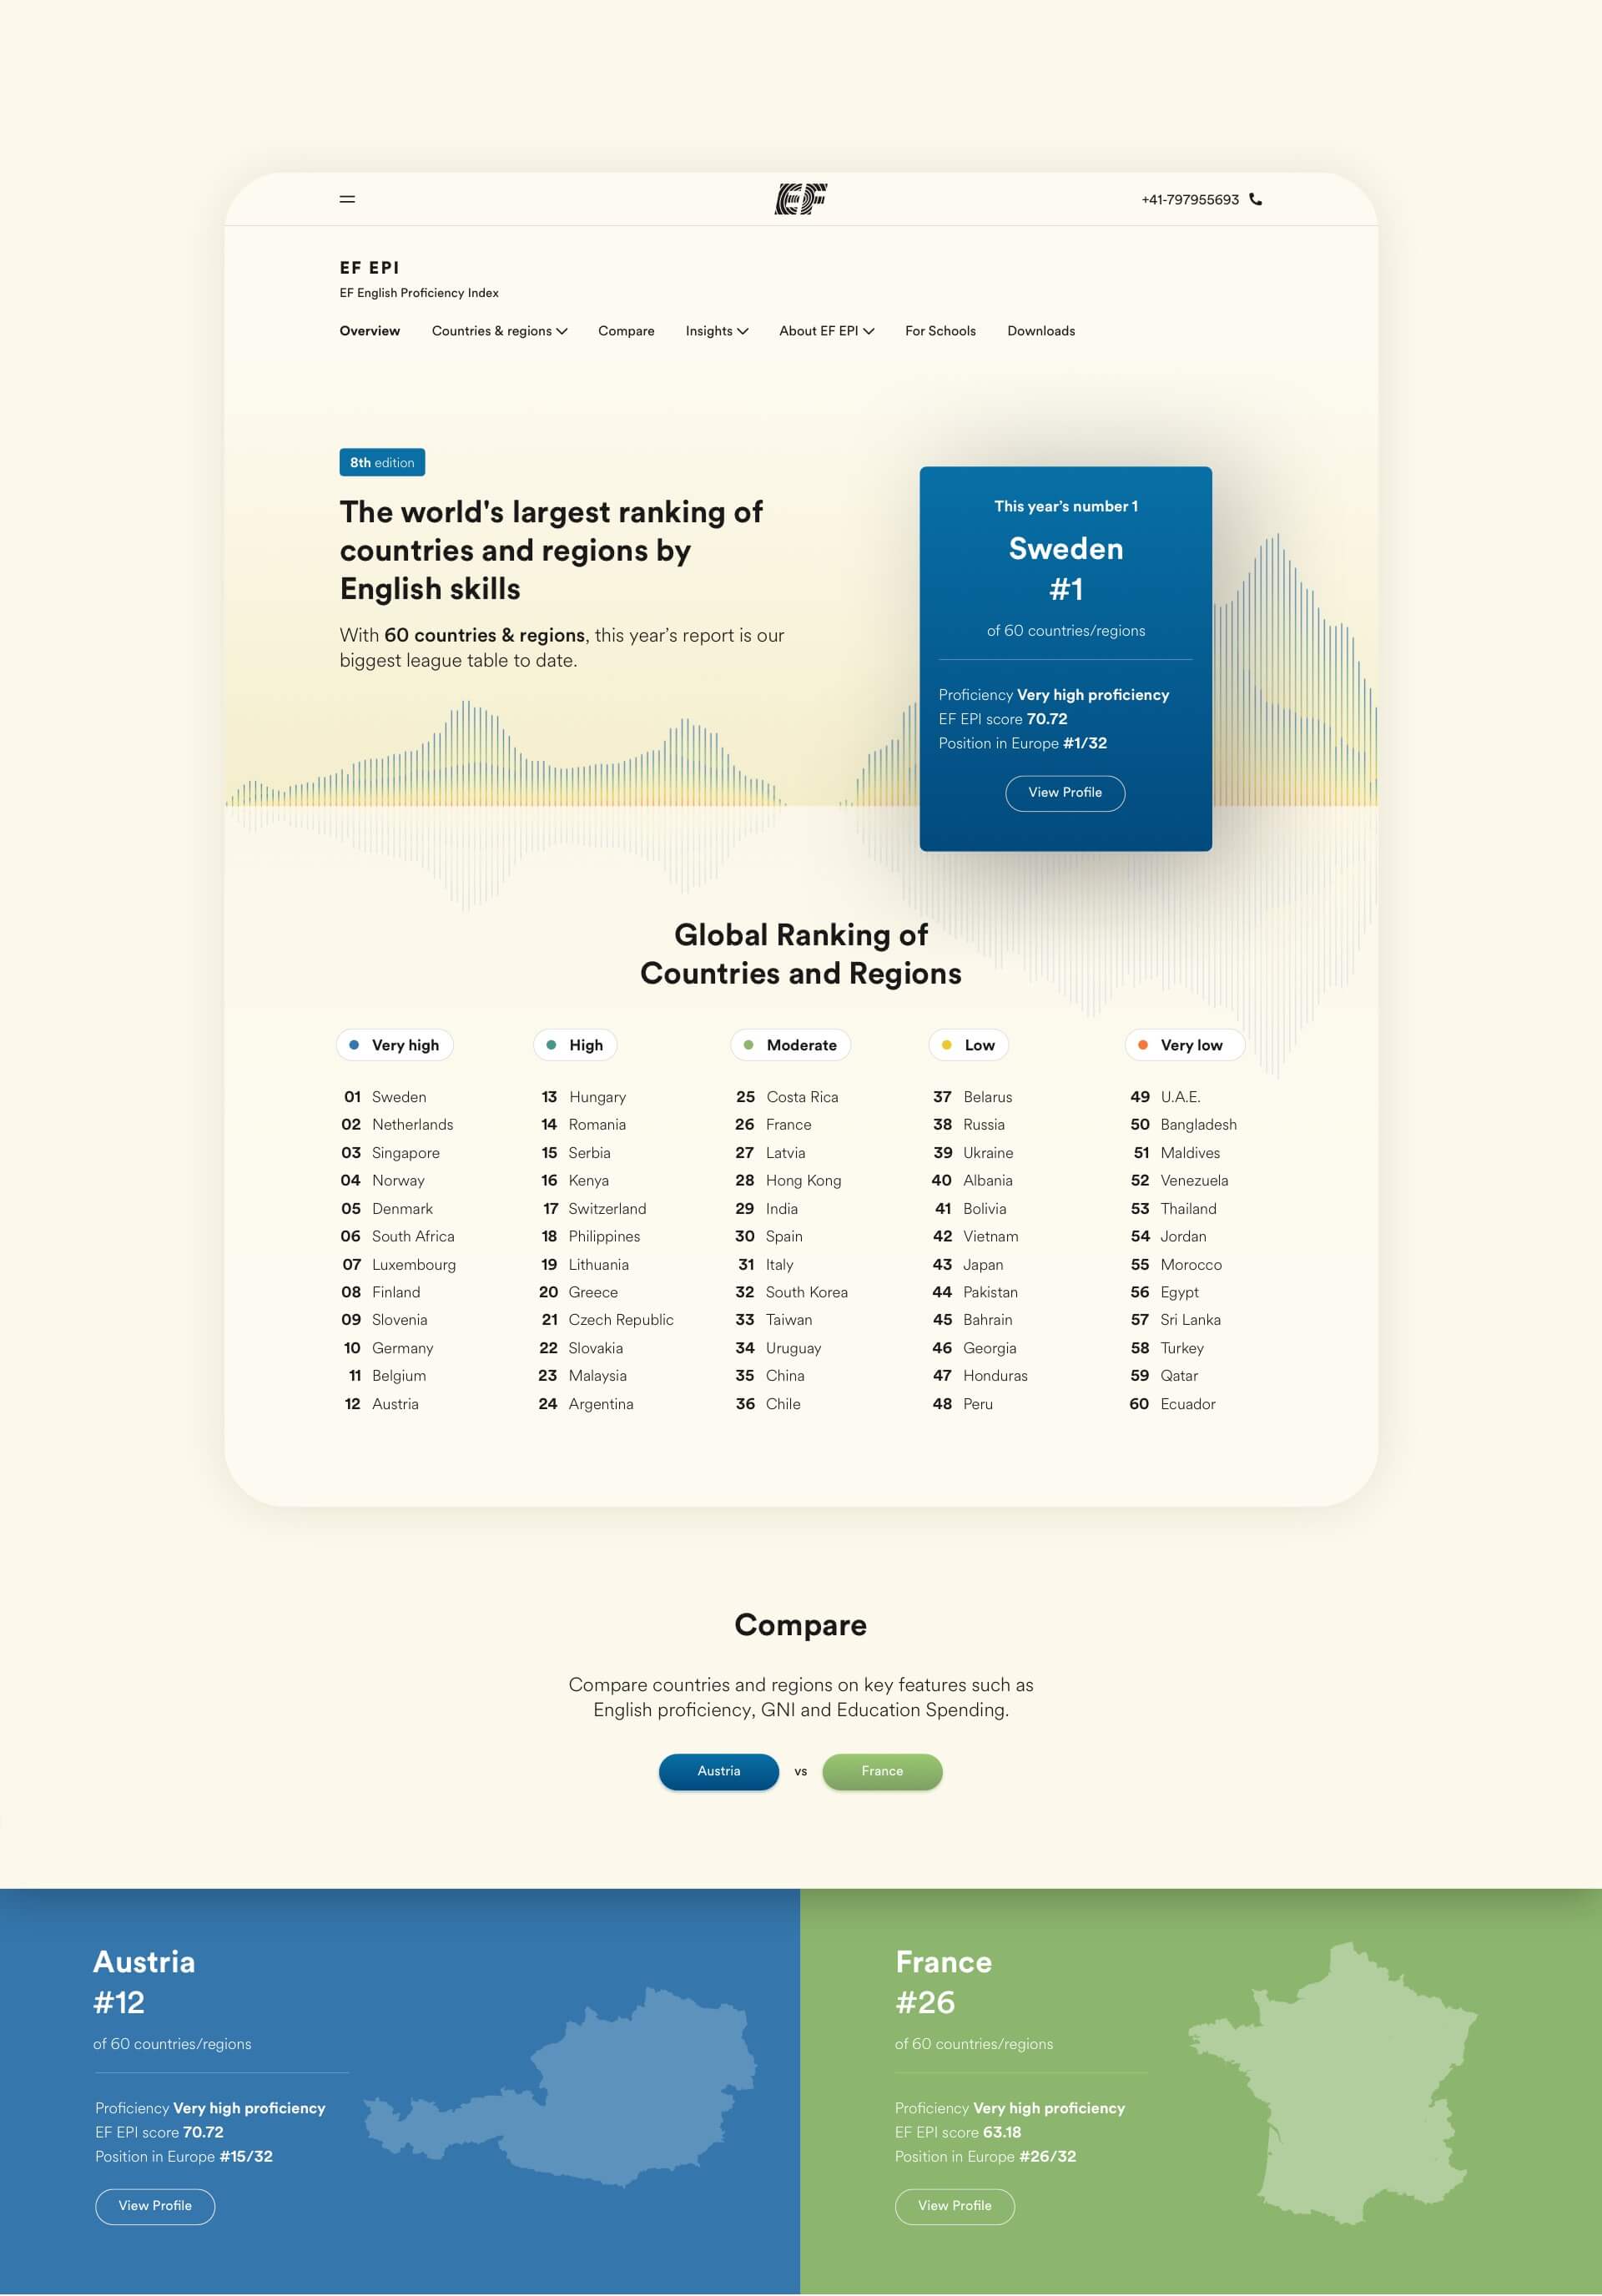 EF
+41-797955693
EF EPI
EF English Proficiency Index
Overview Countries & regions Compare Insights About EF EPI For Schools Downloads
8th edition
The world's largest ranking of
countries and regions by
English skills
With 60 countries & regions, this year's report is our
biggest league table to date.
This year's number 1
Sweden
#1
of 60 countries/regions
Proficiency Very high proficiency
EF EPI score 70.72
Position in Europe #1/32
View Profile
Global Ranking of
Countries and Regions
Very high
01 Sweden
02 Netherlands
03 Singapore
04 Norway
05 Denmark
06 South Africa
07 Luxembourg
08 Finland
09 Slovenia
10 Germany
11 Belgium
12 Austria
High
13 Hungary
14 Romania
15 Serbia
16 Kenya
17 Switzerland
18 Philippines
19 Lithuania
20 Greece
21 Czech Republic
22 Slovakia
23 Malaysia
24 Argentina
Moderate
25 Costa Rica
26 France
27 Latvia
28 Hong Kong
29 India
30 Spain
31 Italy
32 South Korea
33 Taiwan
34 Uruguay
35 China
36 Chile
Low
37 Belarus
38 Russia
39 Ukraine
40 Albania
41 Bolivia
42 Vietnam
43 Japan
44 Pakistan
45 Bahrain
46 Georgia
47 Honduras
48 Peru
Very low
49 U.A.E.
50 Bangladesh
51 Maldives
52 Venezuela
53 Thailand
54 Jordan
55 Morocco
56 Egypt
57 Sri Lanka
58 Turkey
59 Qatar
60 Ecuador
Compare
Compare countries and regions on key features such as
English proficiency, GNI and Education Spending.
Austria vs France
Austria
#12
of 60 countries/regions
Proficiency Very high proficiency
EF EPI score 70.72
Position in Europe #15/32
View Profile
France
#26
of 60 countries/regions
Proficiency Very high proficiency
EF EPI score 63.18
Position in Europe #26/32
View Profile